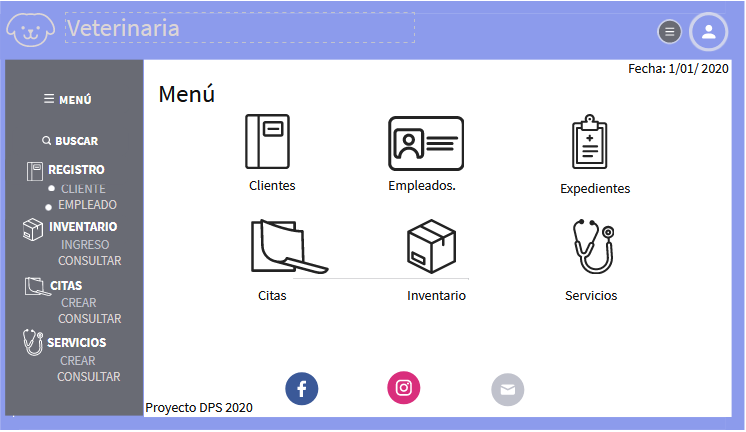 Veterinaria
Fecha: 1/01/ 2020
MENÚ
BUSCAR
REGISTRO
CLIENTE
EMPLEADO
INVENTARIO
INGRESO
CONSULTAR
CITAS
CREAR
CONSULTAR
SERVICIOS
CREAR
CONSULTAR
Menú
Clientes
Empleados.
Expedientes
Citas
Inventario
Servicios
Proyecto DPS 2020